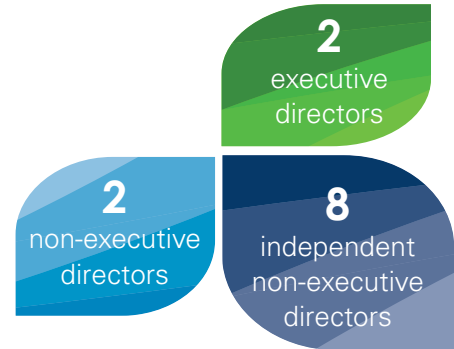 2
executive
directors
2
non-executive
directors
8
independent
non-executive
directors